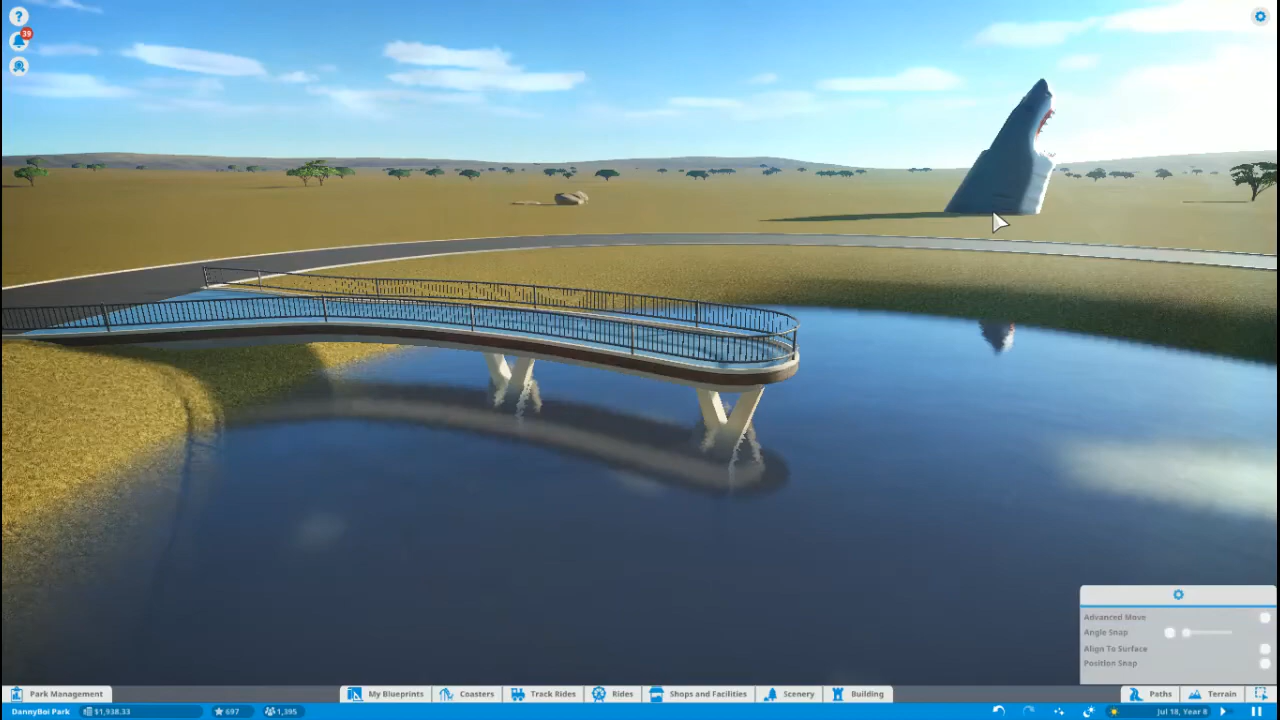 ?
39
Advanced Move
Angle Snap
Align To Surface
Position Snap
Park Management
My Blueprints
Coasters
Track Rides
Rides
Shops and Facilities
Scenery
Building
Paths
Terrain
DannyBoi Park
$1,938.33
697
1,395
Jul 18, Year 8